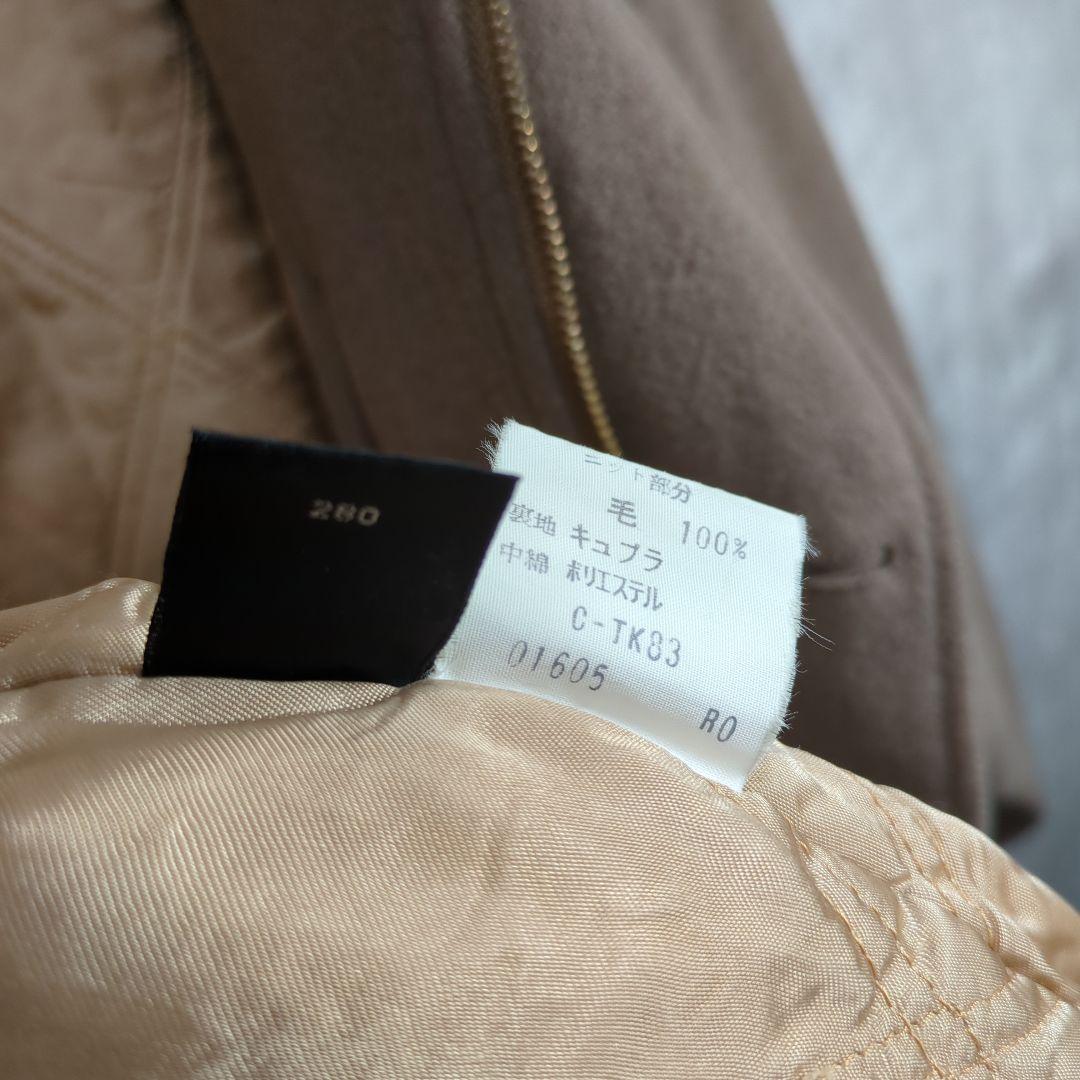 280
ニット部分
毛 100%
裏地 キュプラ
中綿 ポリエステル
C-TK83
01605
RO